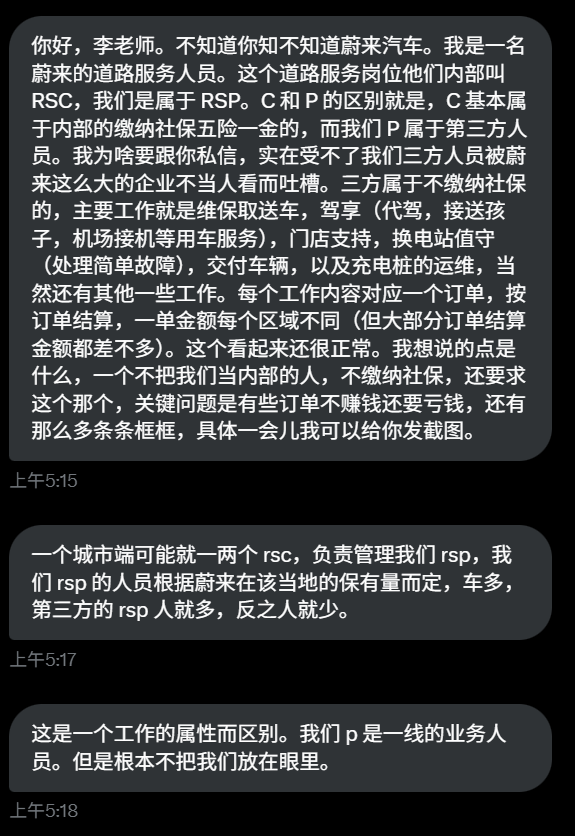 你好，李老师。不知道你知不知道蔚来汽车。我是一名
蔚来的道路服务人员。这个道路服务岗位他们内部叫
RSC，我们是属于 RSP。C 和 P 的区别就是，C 基本属
于内部的缴纳社保五险一金的，而我们 P 属于第三方人
员。我为啥要跟你私信，实在受不了我们三方人员被蔚
来这么大的企业不当人看而吐槽。三方属于不缴纳社保
的，主要工作就是维保取送车，驾享（代驾，接送孩
子，机场接机等用车服务），门店支持，换电站值守
（处理简单故障），交付车辆，以及充电桩的运维，当
然还有其他一些工作。每个工作内容对应一个订单，按
订单结算，一单金额每个区域不同（但大部分订单结算
金额都差不多）。这个看起来还很正常。我想说的点是
什么，一个不把我们当内部的人，不缴纳社保，还要求
这个那个，关键问题是有些订单不赚钱还要亏钱，还有
那么多条条框框，具体一会儿我可以给你发截图。
上午5:15
一个城市端可能就一两个 rsc，负责管理我们 rsp，我
们 rsp 的人员根据蔚来在该当地的保有量而定，车多，
第三方的 rsp 人就多，反之人就少。
上午5:17
这是一个工作的属性而区别。我们 p 是一线的业务人
员。但是根本不把我们放在眼里。
上午5:18